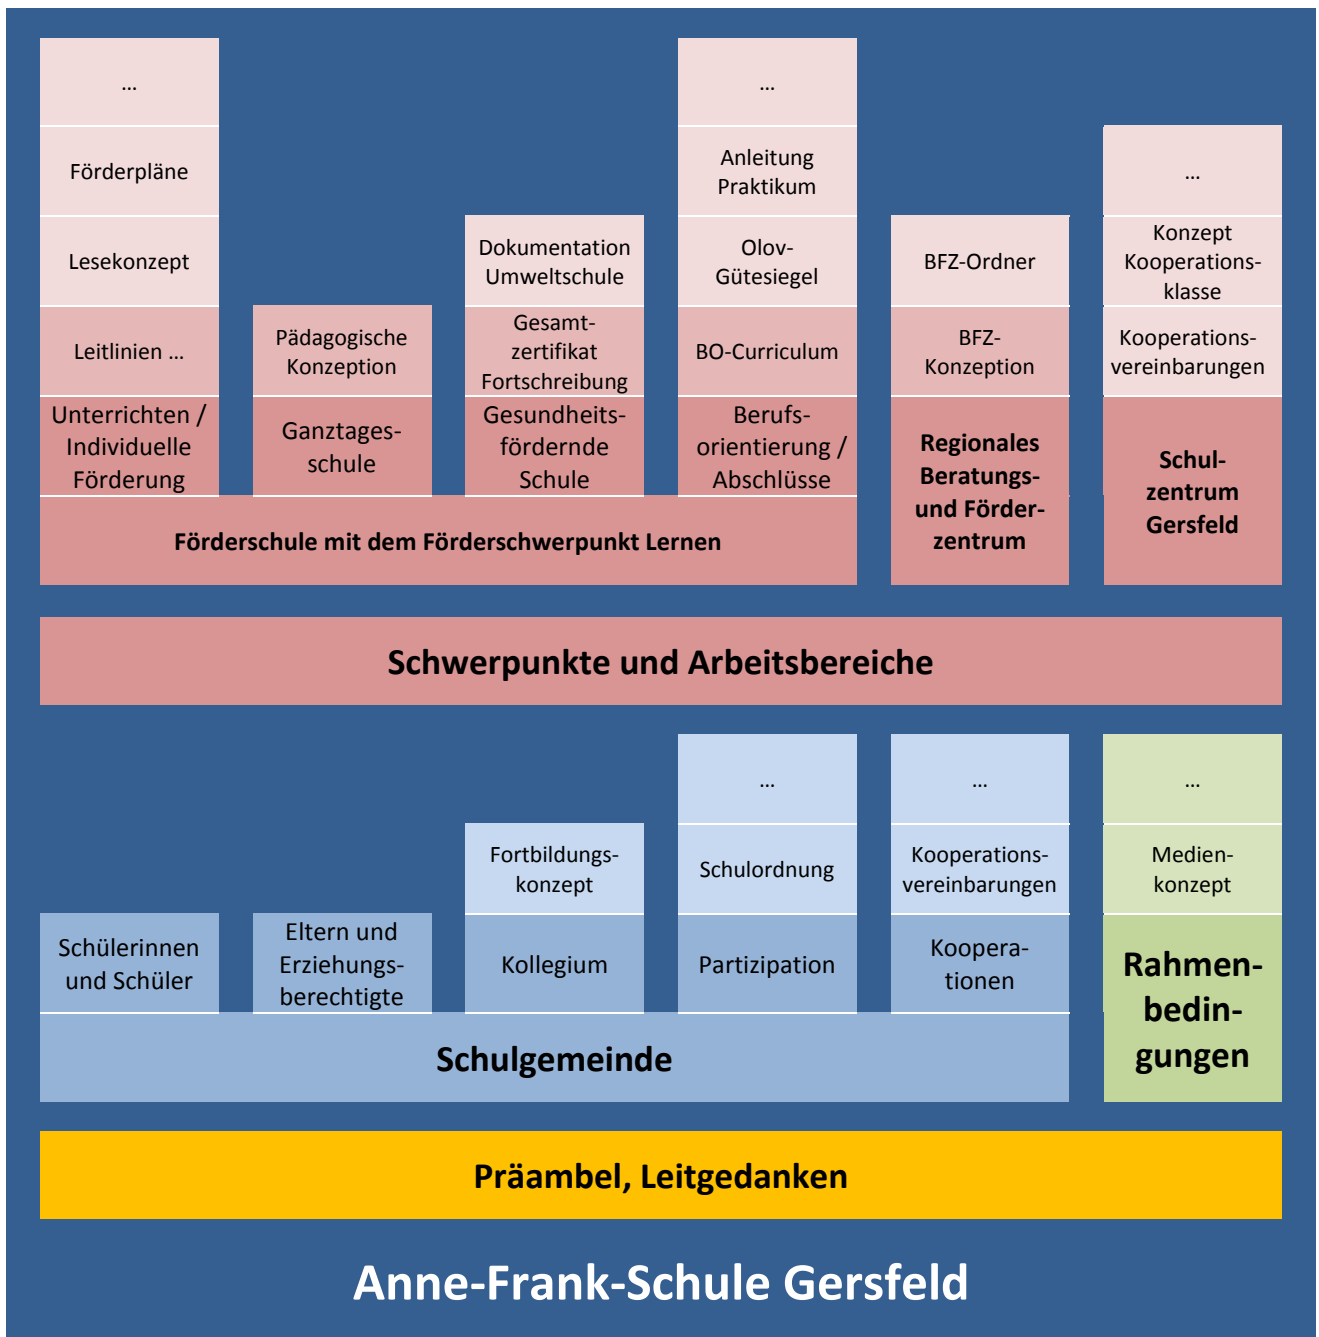 …
Förderpläne
Lesekonzept
Leitlinien …
Unterrichten /
Individuelle
Förderung
Pädagogische
Konzeption
Ganztages-
schule
Dokumentation
Umweltschule
Gesamt-
zertifikat
Fortschreibung
Gesundheits-
fördernde
Schule
…
Anleitung
Praktikum
Olov-
Gütesiegel
BO-Curriculum
Berufs-
orientierung /
Abschlüsse
Förderschule mit dem Förderschwerpunkt Lernen
BFZ-Ordner
BFZ-
Konzeption
Regionales
Beratungs-
und Förder-
zentrum
…
Konzept
Kooperations-
klasse
Kooperations-
vereinbarungen
Schul-
zentrum
Gersfeld
Schwerpunkte und Arbeitsbereiche
Schülerinnen
und Schüler
Eltern und
Erziehungs-
berechtigte
Fortbildungs-
konzept
Kollegium
…
Schulordnung
Partizipation
…
Kooperations-
vereinbarungen
Koopera-
tionen
Schulgemeinde
…
Medien-
konzept
Rahmen-
bedin-
gungen
Präambel, Leitgedanken
Anne-Frank-Schule Gersfeld